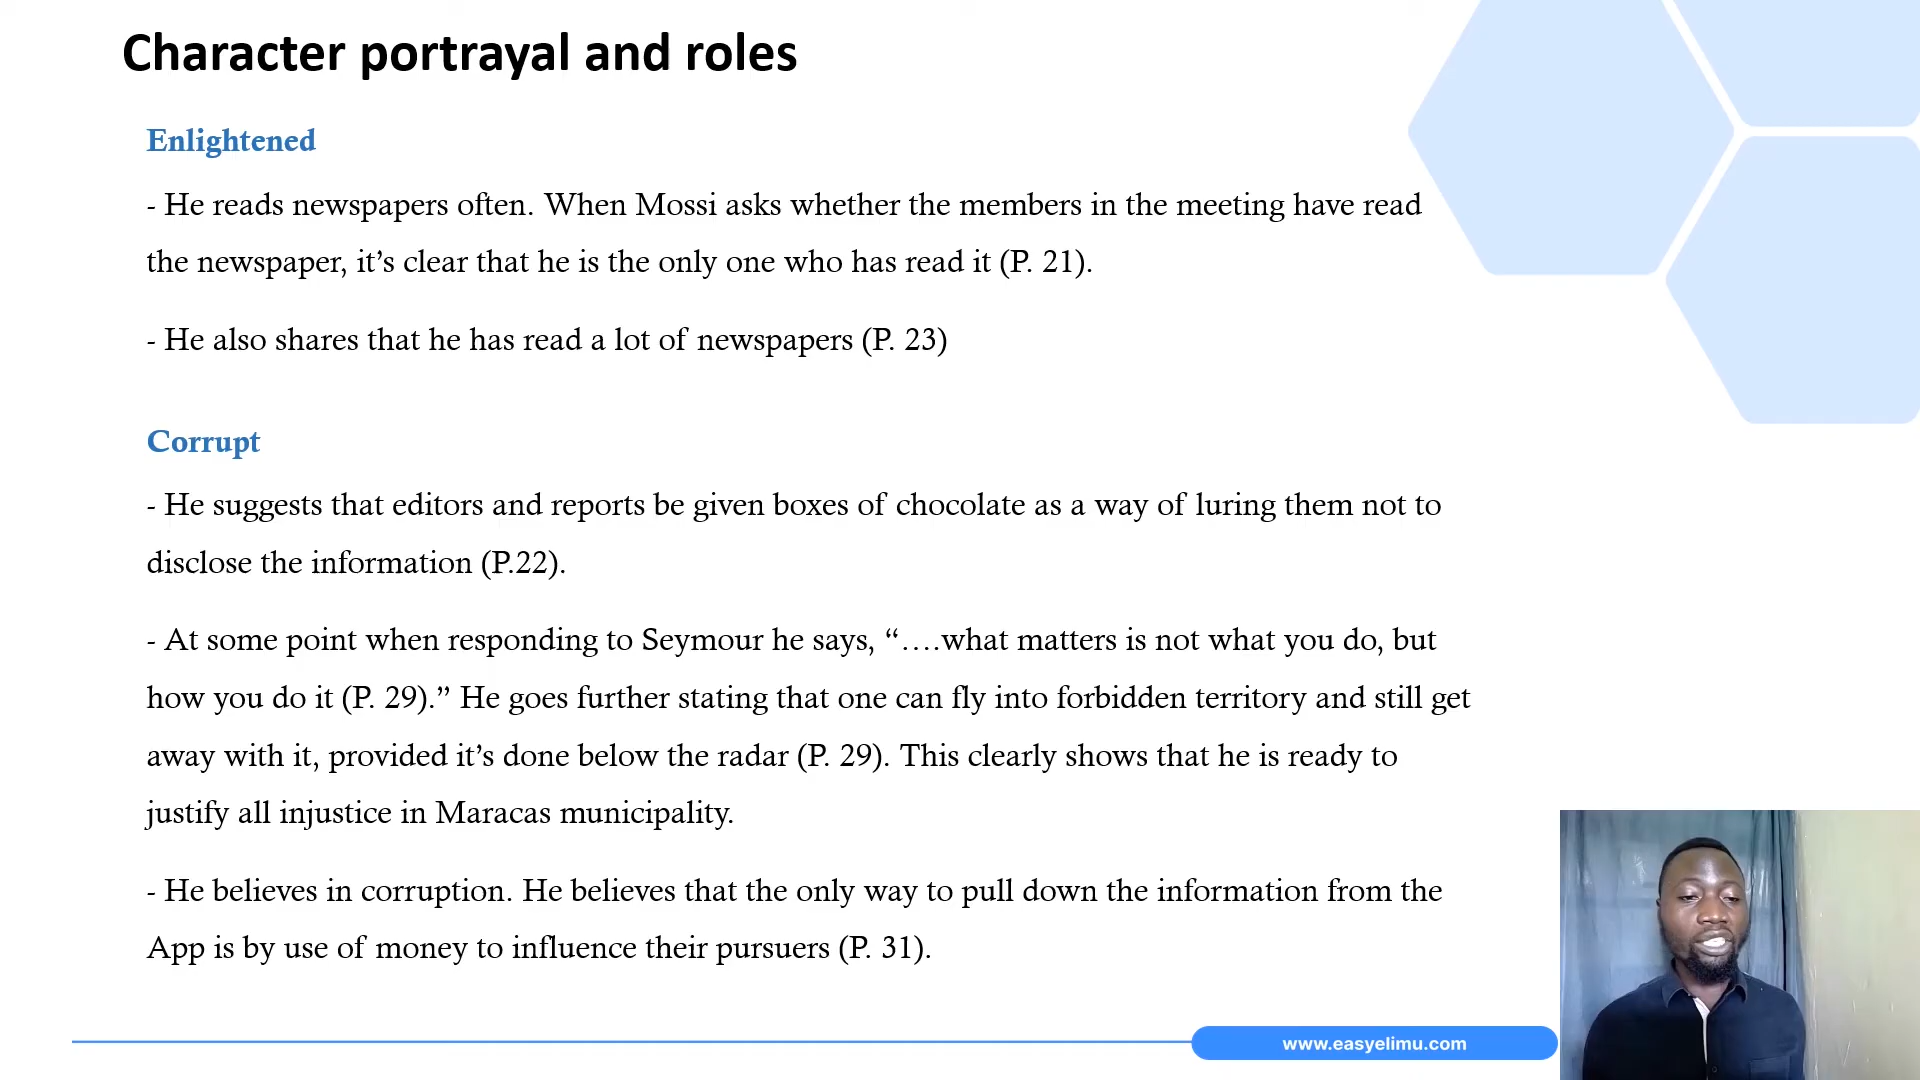 Character portrayal and roles
Enlightened
- He reads newspapers often. When Mossi asks whether the members in the meeting have read
the newspaper, it’s clear that he is the only one who has read it (P. 21).
- He also shares that he has read a lot of newspapers (P. 23)
Corrupt
- He suggests that editors and reports be given boxes of chocolate as a way of luring them not to
disclose the information (P.22).
- At some point when responding to Seymour he says, “….what matters is not what you do, but
how you do it (P. 29).” He goes further stating that one can fly into forbidden territory and still get
away with it, provided it’s done below the radar (P. 29). This clearly shows that he is ready to
justify all injustice in Maracas municipality.
- He believes in corruption. He believes that the only way to pull down the information from the
App is by use of money to influence their pursuers (P. 31).
www.easyelimu.com